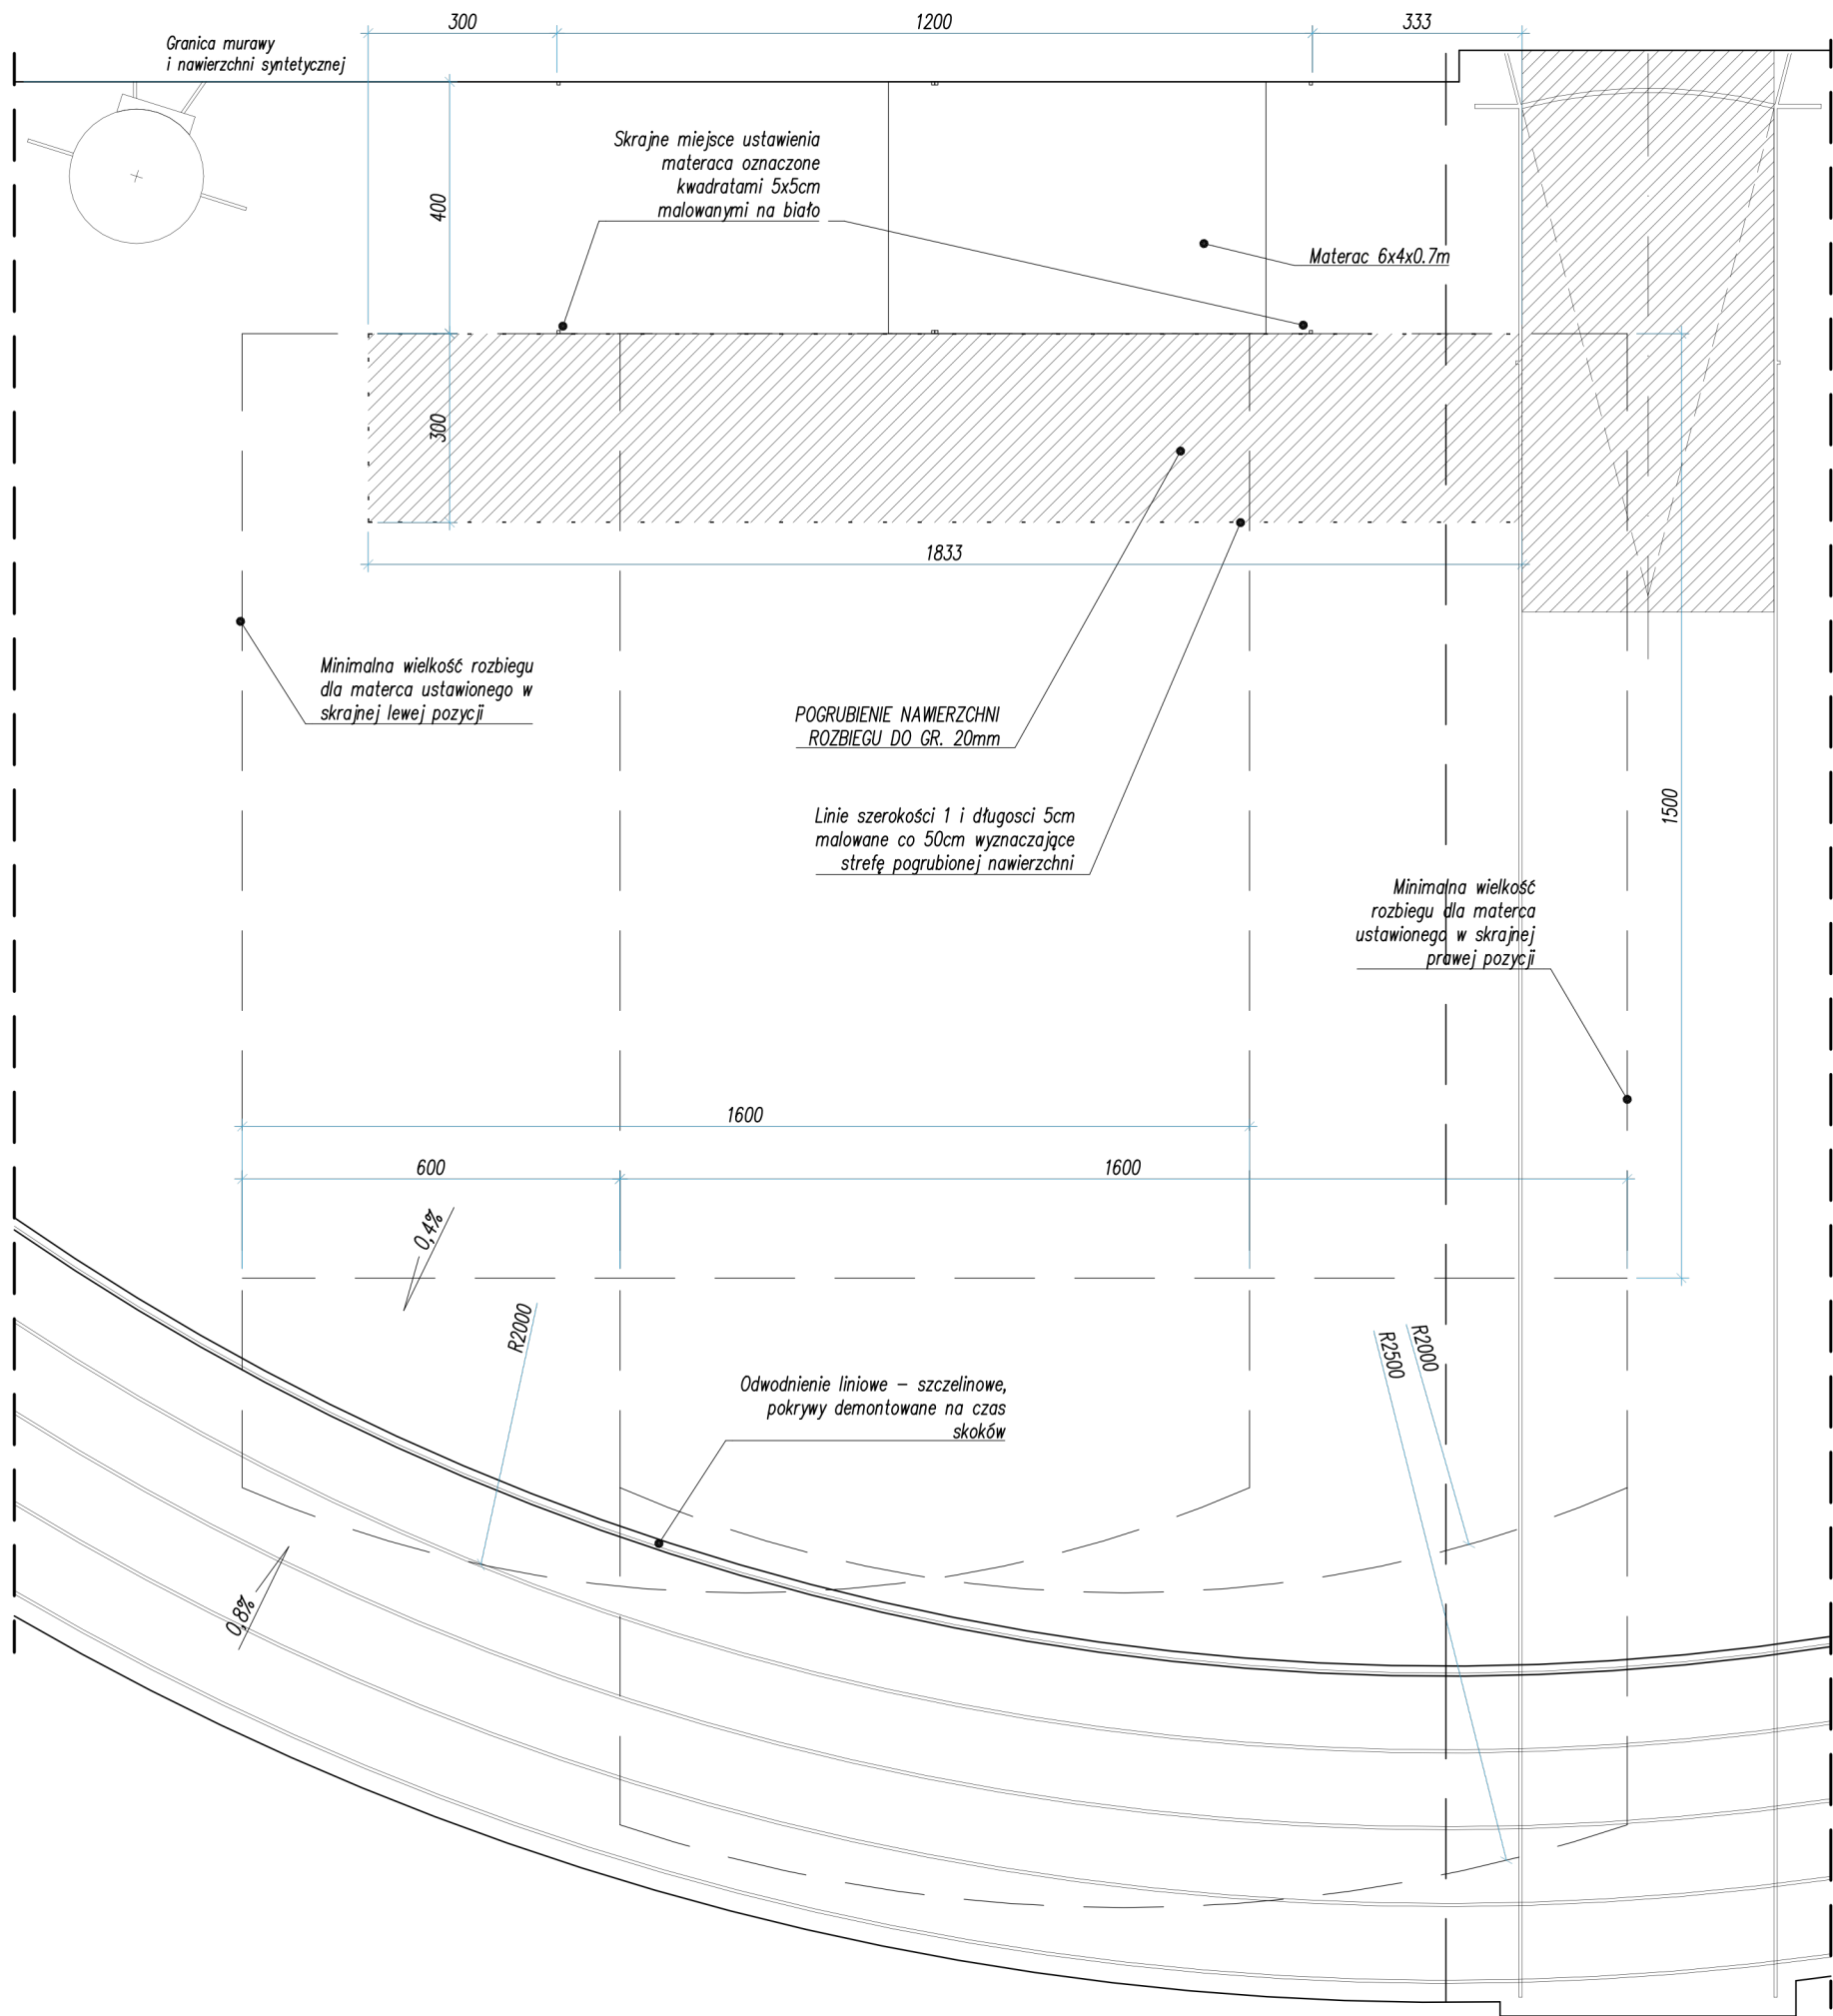 300
1200
333
Granica murawy
i nawierzchni syntetycznej
Skrajne miejsce ustawienia
materaca oznaczone
kwadratami 5x5cm
malowanymi na biało
400
Materac 6x4x0.7m
300
1833
Minimalna wielkość rozbiegu
dla materca ustawionego w
skrajnej lewej pozycji
POGRUBIENIE NAWIERZCHNI
ROZBIEGU DO GR. 20mm
1500
Linie szerokości 1 i długosci 5cm
malowane co 50cm wyznaczające
strefę pogrubionej nawierzchni
Minimalna wielkość
rozbiegu dla materca
ustawionego w skrajnej
prawej pozycji
1600
600
1600
0,4%
R2000
R2500
R2000
Odwodnienie liniowe – szczelinowe,
pokrywy demontowane na czas
skoków
0,8%